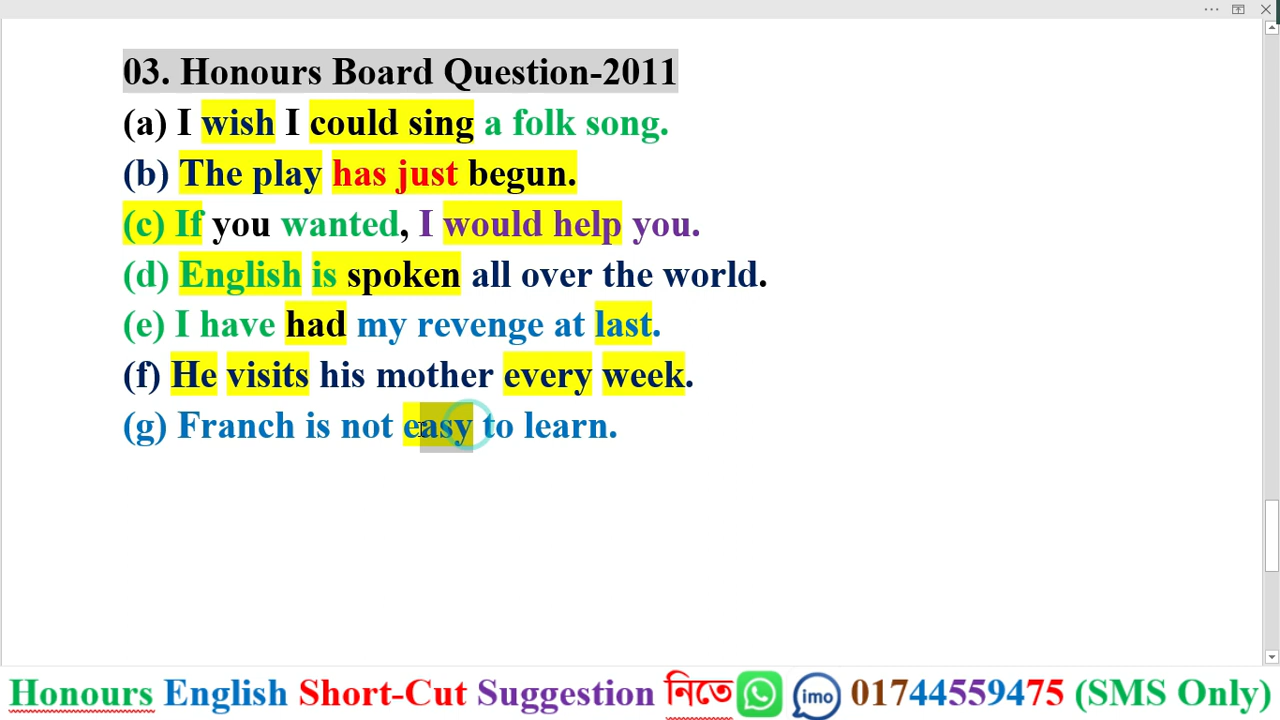 03. Honours Board Question-2011
(a) I wish I could sing a folk song.
(b) The play has just begun.
(c) If you wanted, I would help you.
(d) English is spoken all over the world.
(e) I have had my revenge at last.
(f) He visits his mother every week.
(g) Franch is not easy to learn.
Honours English Short-Cut Suggestion নিতে imo 01744559475 (SMS Only)